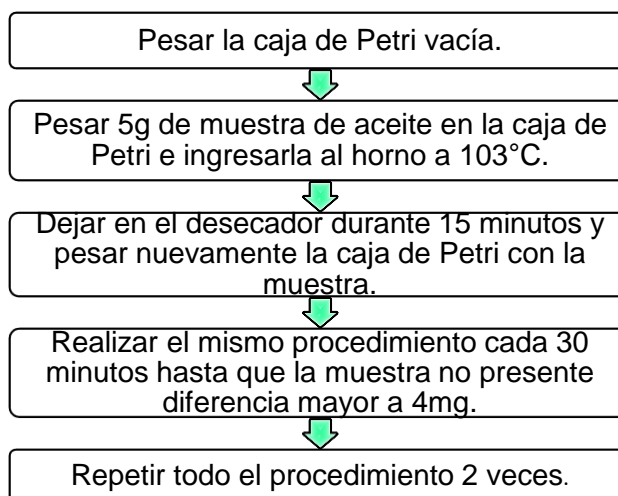 Pesar la caja de Petri vacía.
Pesar 5g de muestra de aceite en la caja de
Petri e ingresarla al horno a 103°C.
Dejar en el desecador durante 15 minutos y
pesar nuevamente la caja de Petri con la
muestra.
Realizar el mismo procedimiento cada 30
minutos hasta que la muestra no presente
diferencia mayor a 4mg.
Repetir todo el procedimiento 2 veces.